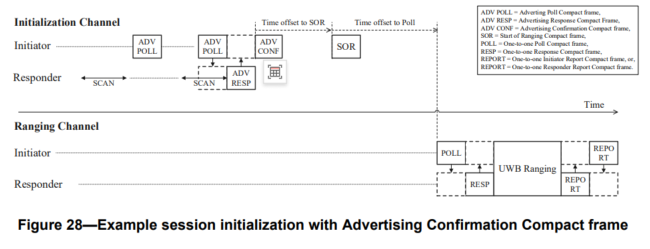 Initialization Channel
Time offset to SOR
Time offset to Poll
ADV POLL = Adverting Poll Compact frame,
ADV RESP = Advertising Response Compact Frame,
ADV CONF = Advertising Confirmation Compact frame,
SOR = Start of Ranging Compact frame,
POLL = One-to-one Poll Compact frame,
RESP = One-to-one Response Compact frame,
REPORT = One-to-one Initiator Report Compact frame, or,
REPORT = One-to-one Responder Report Compact frame.
Initiator
ADV
POLL
ADV
POLL
ADV
CONF
SOR
Responder
SCAN
SCAN
ADV
RESP
Time
Ranging Channel
Initiator
POLL
UWB Ranging
REPO
RT
Responder
RESP
REPO
RT
Figure 28—Example session initialization with Advertising Confirmation Compact frame